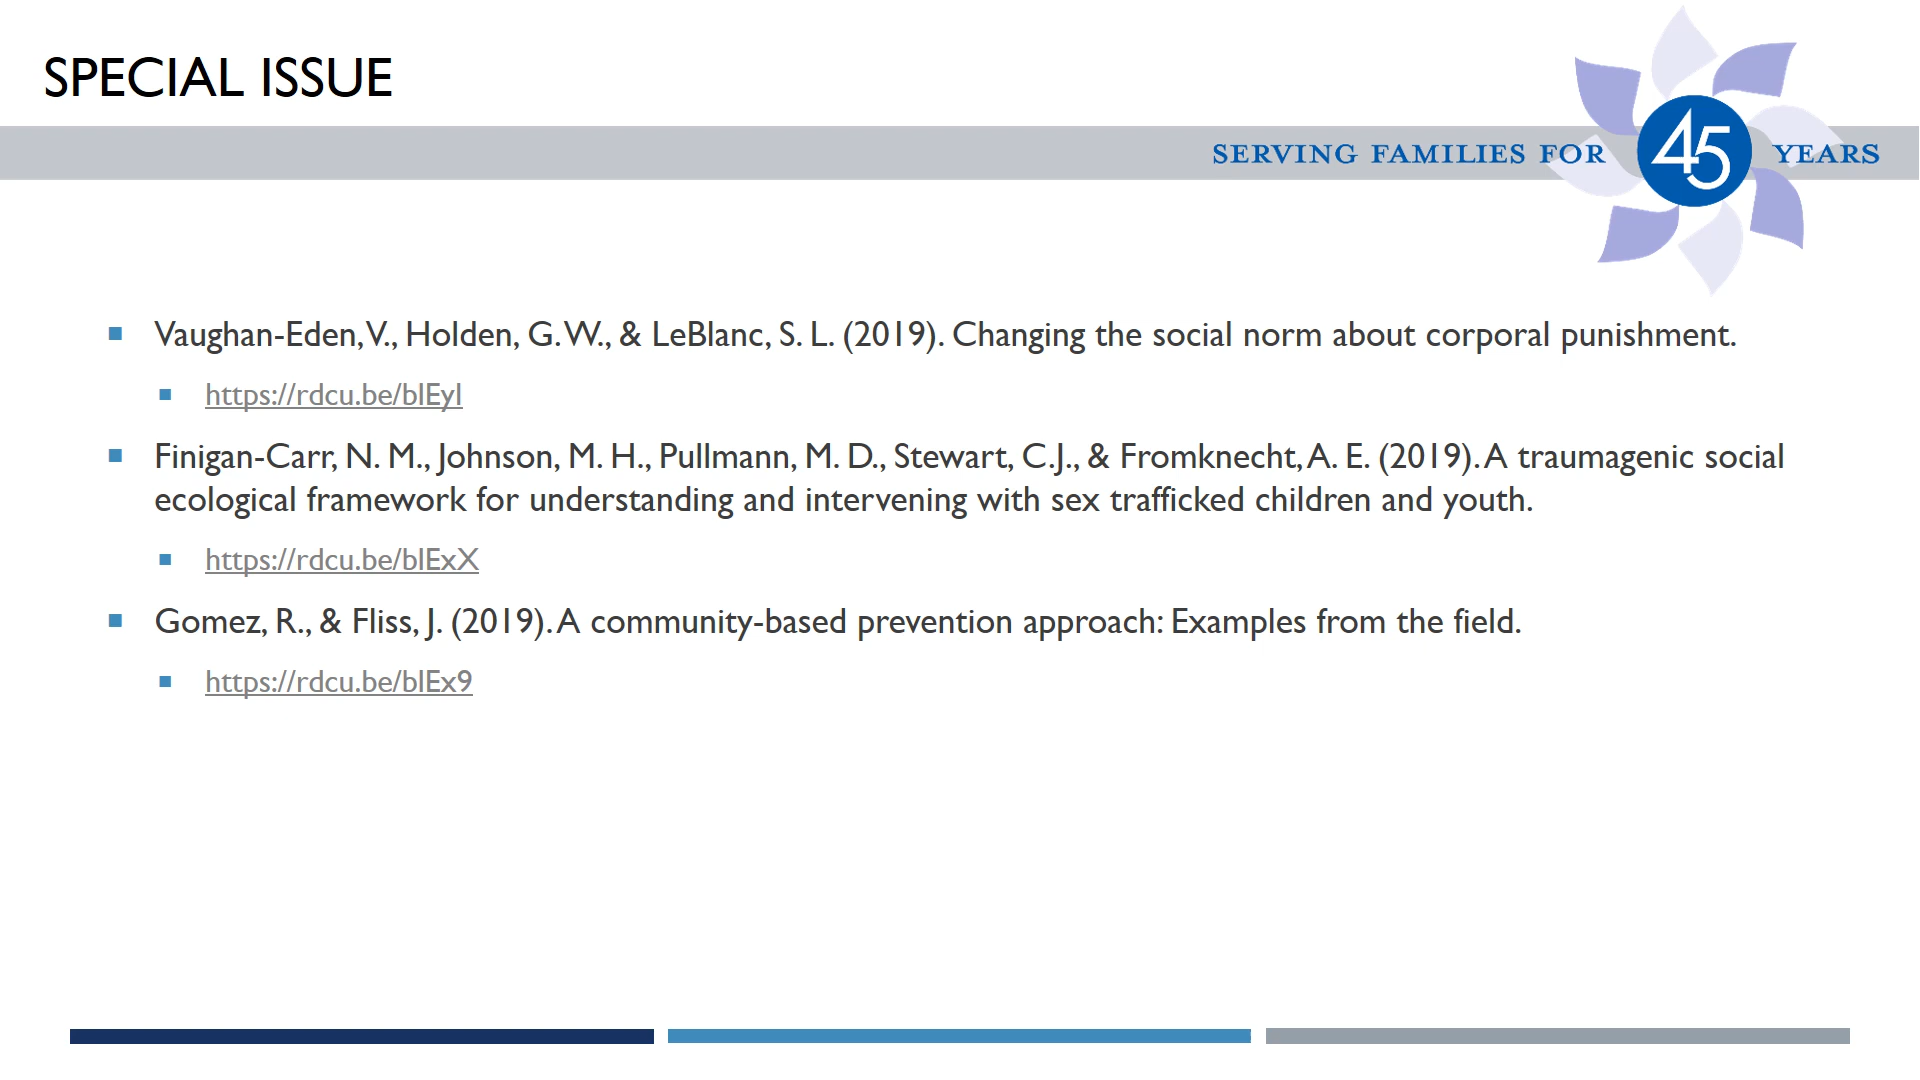 SPECIAL ISSUE
SERVING FAMILIES FOR 45 YEARS
Vaughan-Eden, V., Holden, G. W., & LeBlanc, S. L. (2019). Changing the social norm about corporal punishment.
https://rdcu.be/blEyl
Finigan-Carr, N. M., Johnson, M. H., Pullmann, M. D., Stewart, C. J., & Fromknecht, A. E. (2019). A traumagenic social
ecological framework for understanding and intervening with sex trafficked children and youth.
https://rdcu.be/blExX
Gomez, R., & Fliss, J. (2019). A community-based prevention approach: Examples from the field.
https://rdcu.be/blEx9